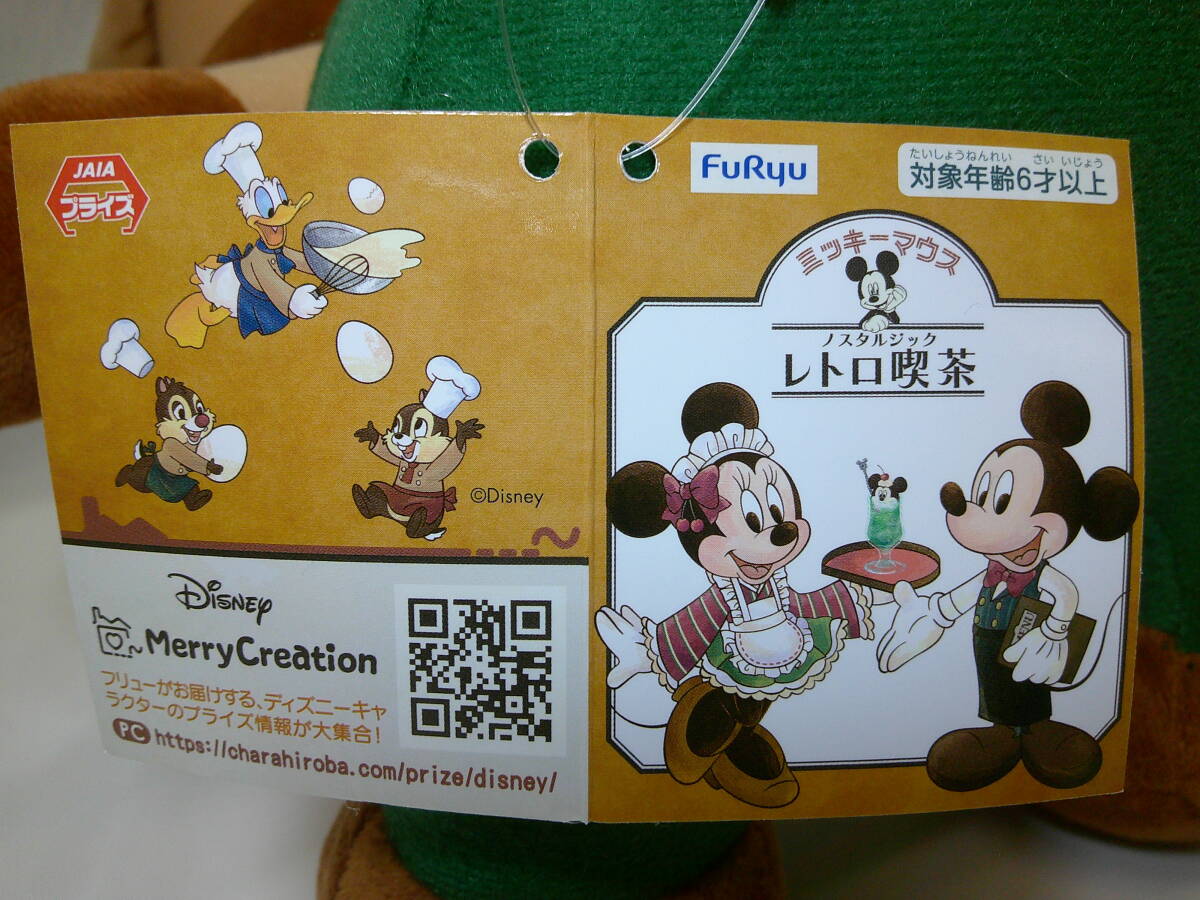 JAIA
プライズ
©Disney
Disney
MerryCreation
フリューがお届けする、ディズニーキャ
ラクターのプライズ情報が大集合!
PC https://charahiroba.com/prize/disney/
FuRyu
たいしょうねんれい さい いじょう
対象年齢6才以上
ミッキーマウス
ノスタルジック
レトロ喫茶
MENU